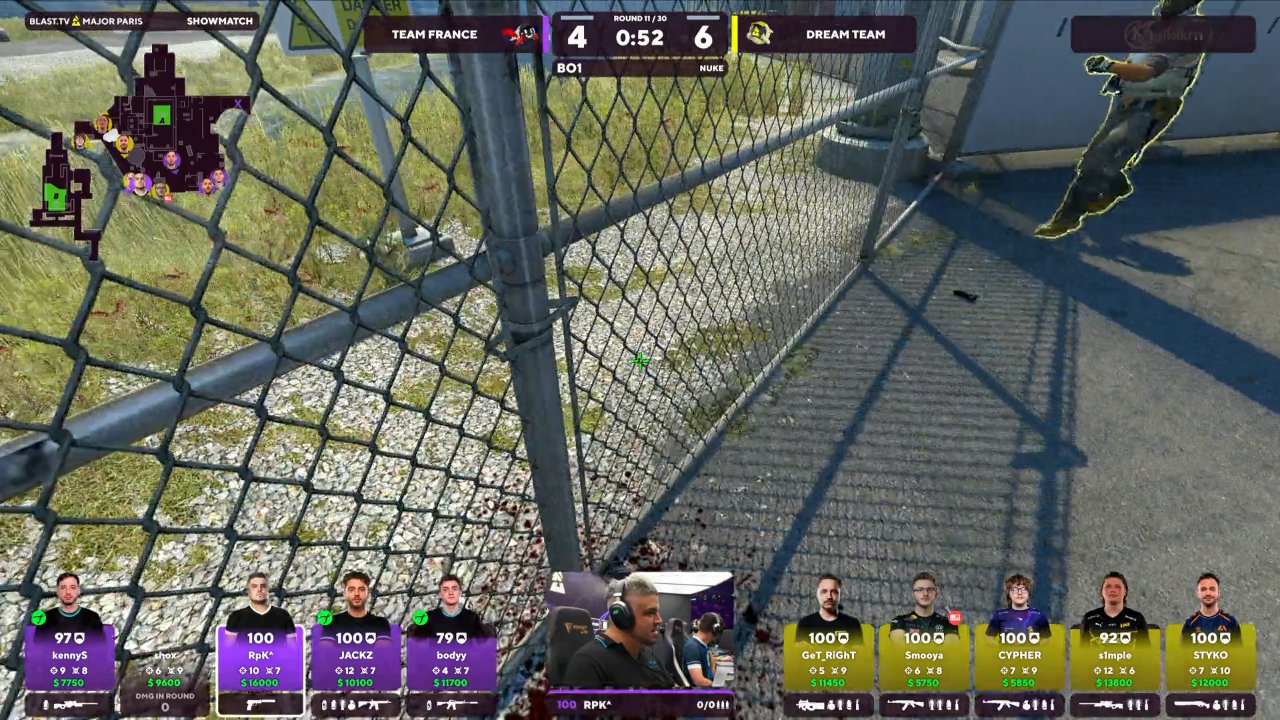 BLAST.TV MAJOR PARIS
SHOWMATCH
DANGER
TEAM FRANCE
4
ROUND 11 / 30
0:52
6
DREAM TEAM
BO1
NUKE
A
B
X
97
kennyS
9 8
$7750
shox
6 9
$9600
DMG IN ROUND
0
100
RpK^
10 7
$16000
100
JACKZ
12 7
$10100
79
bodyy
4 7
$11700
100 RPK^
0/0
100
GeT_RiGhT
5 9
$11450
100
Smooya
6 8
$5750
100
CYPHER
7 9
$5850
92
s1mple
12 6
$13800
100
STYKO
7 10
$12000